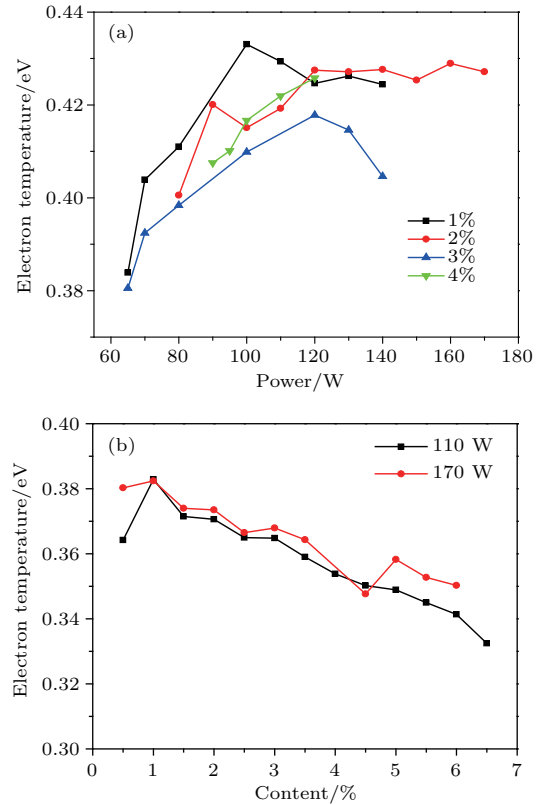 0.44
(a)
0.42
0.40
0.38
Electron temperature/eV
1%
2%
3%
4%
60 80 100 120 140 160 180
Power/W
0.40
(b)
110 W
170 W
0.38
0.36
0.34
0.32
0.30
Electron temperature/eV
0 1 2 3 4 5 6 7
Content/%